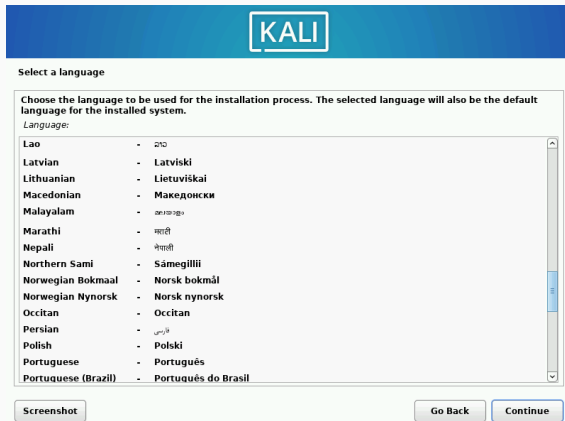 KALI
Select a language
Choose the language to be used for the installation process. The selected language will also be the default
language for the installed system.
Language:
Lao - ລາວ
Latvian - Latviski
Lithuanian - Lietuviškai
Macedonian - Македонски
Malayalam - മലയാളം
Marathi - मराठी
Nepali - नेपाली
Northern Sami - Sámegillii
Norwegian Bokmaal - Norsk bokmål
Norwegian Nynorsk - Norsk nynorsk
Occitan - Occitan
Persian - فارسی
Polish - Polski
Portuguese - Português
Portuguese (Brazil) - Português do Brasil
Screenshot Go Back Continue